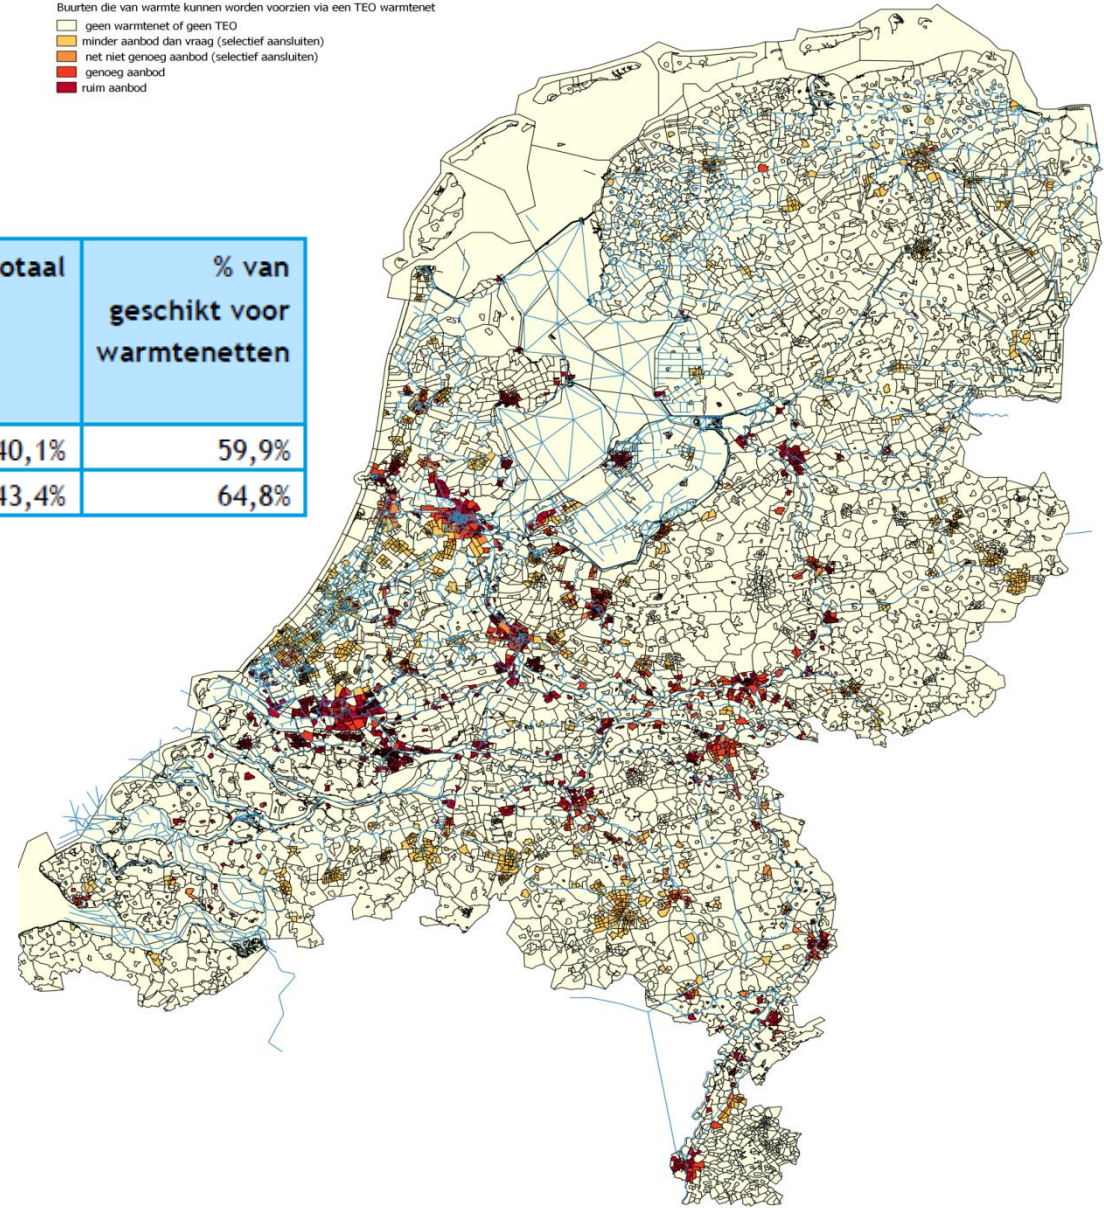 Buurten die van warmte kunnen worden voorzien via een TEO warmtenet
geen warmtenet of geen TEO
minder aanbod dan vraag (selectief aansluiten)
net niet genoeg aanbod (selectief aansluiten)
genoeg aanbod
ruim aanbod
otaal % van
geschikt voor
warmtenetten
40,1% 59,9%
43,4% 64,8%